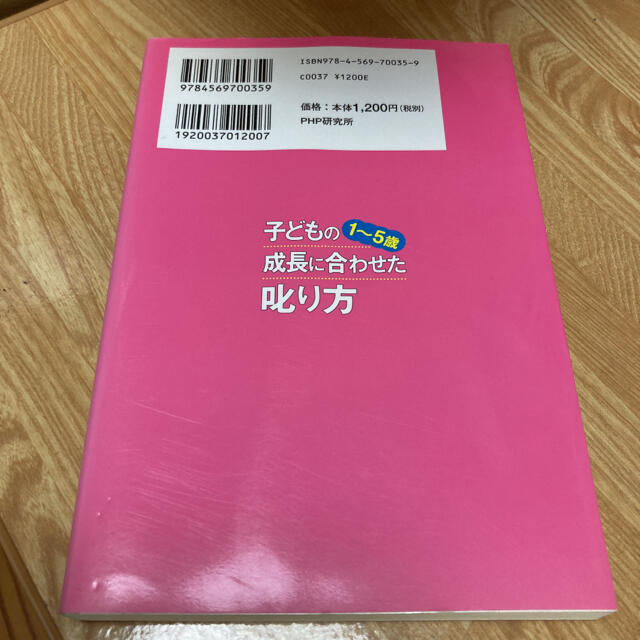 9784569700359
1920037012007
ISBN978-4-569-70035-9
C0037 ¥1200E
価格:本体1,200円(税別)
PHP研究所
子どもの 1〜5歳
成長に合わせた
叱り方